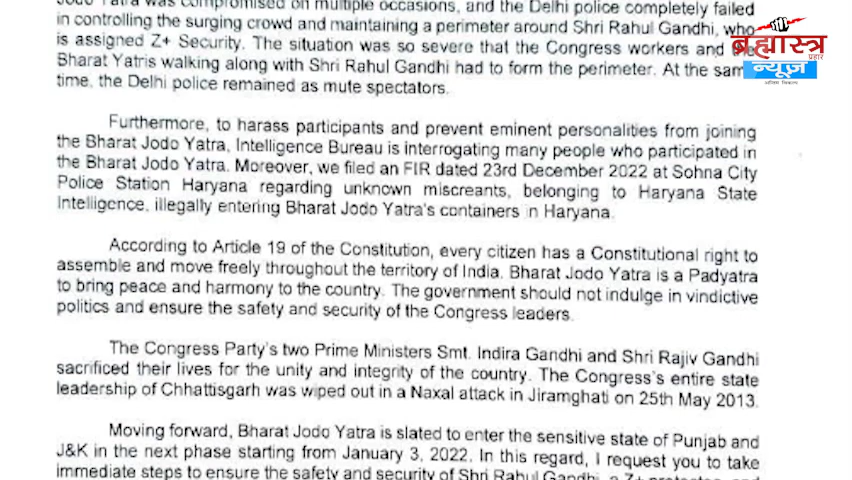 Jodo Yatra was compromised on multiple occasions, and the Delhi police completely failed
in controlling the surging crowd and maintaining a perimeter around Shri Rahul Gandhi, who
is assigned Z+ Security. The situation was so severe that the Congress workers and the
Bharat Yatris walking along with Shri Rahul Gandhi had to form the perimeter. At the same
time, the Delhi police remained as mute spectators.
Furthermore, to harass participants and prevent eminent personalities from joining
the Bharat Jodo Yatra, Intelligence Bureau is interrogating many people who participated in
the Bharat Jodo Yatra. Moreover, we filed an FIR dated 23rd December 2022 at Sohna City
Police Station Haryana regarding unknown miscreants, belonging to Haryana State
Intelligence, illegally entering Bharat Jodo Yatra's containers in Haryana.
According to Article 19 of the Constitution, every citizen has a Constitutional right to
assemble and move freely throughout the territory of India. Bharat Jodo Yatra is a Padyatra
to bring peace and harmony to the country. The government should not indulge in vindictive
politics and ensure the safety and security of the Congress leaders.
The Congress Party's two Prime Ministers Smt. Indira Gandhi and Shri Rajiv Gandhi
sacrificed their lives for the unity and integrity of the country. The Congress's entire state
leadership of Chhattisgarh was wiped out in a Naxal attack in Jiramghati on 25th May 2013.
Moving forward, Bharat Jodo Yatra is slated to enter the sensitive state of Punjab and
J&K in the next phase starting from January 3, 2022. In this regard, I request you to take
immediate steps to ensure the safety and security of Shri Rahul Gandhi, a Z+ protectee, and
ब्रह्मास्त्र
प्रहार
न्यूज़